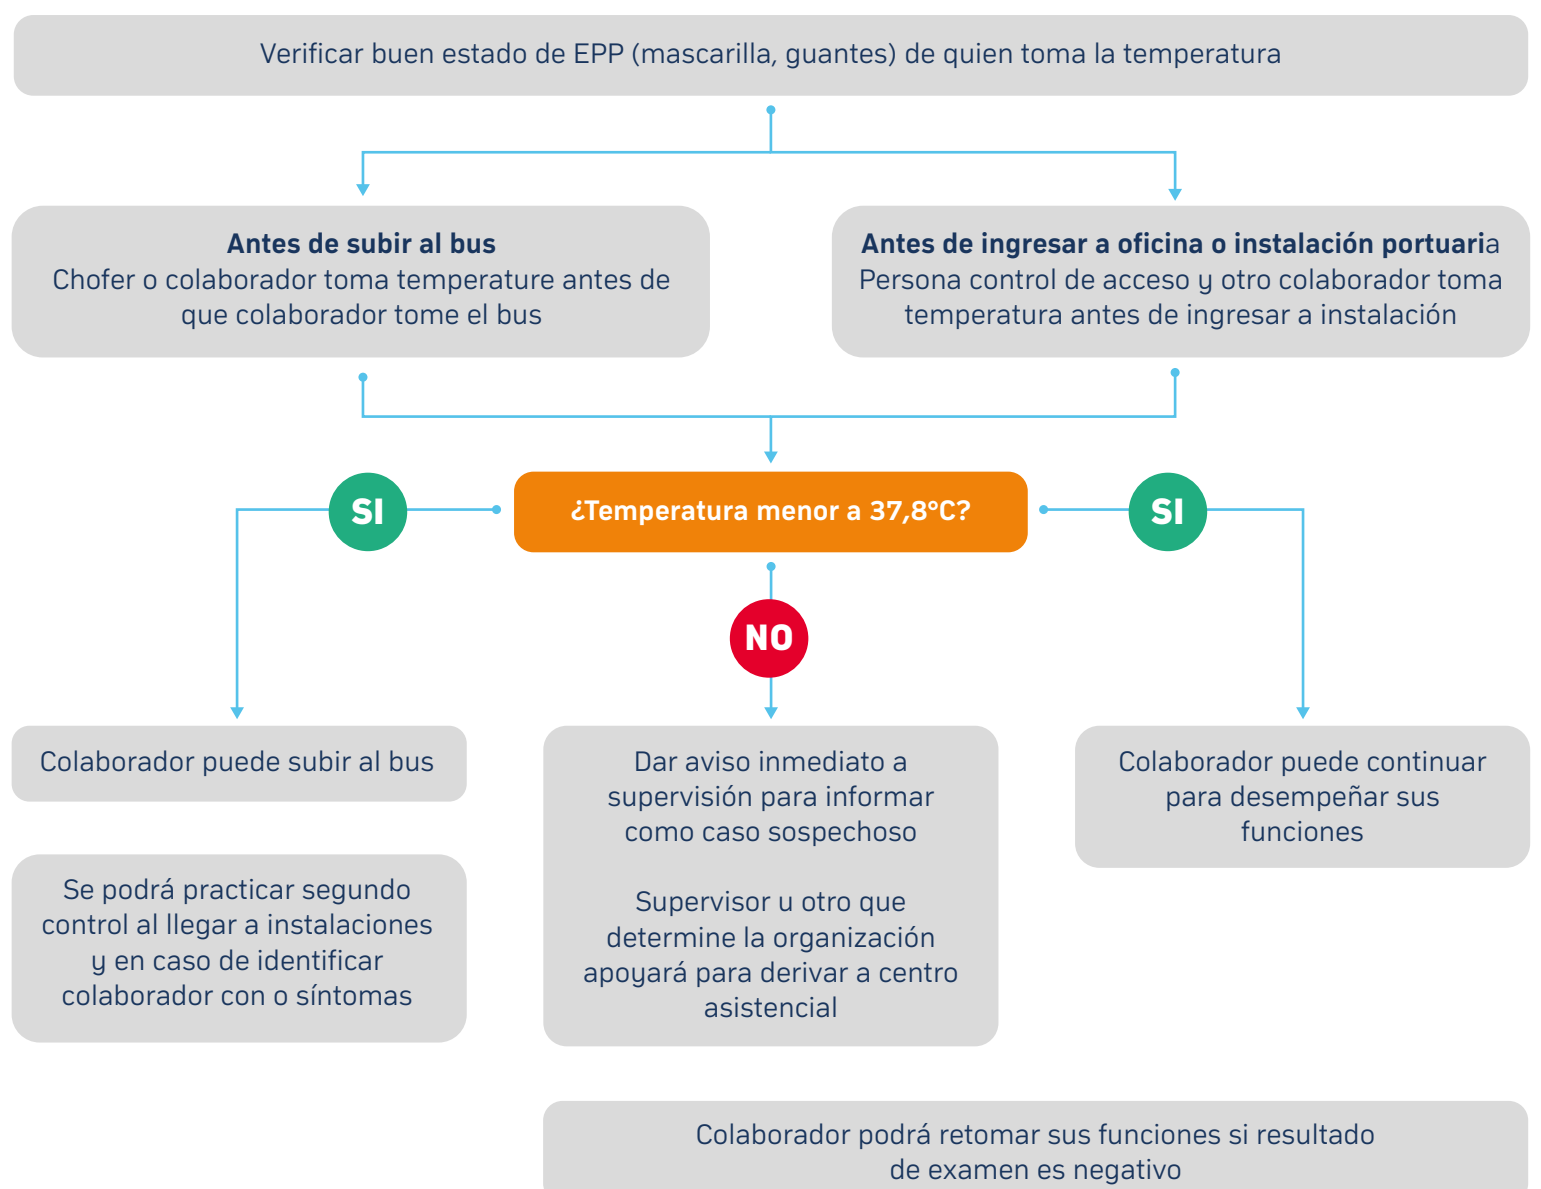 Verificar buen estado de EPP (mascarilla, guantes) de quien toma la temperatura
Antes de subir al bus
Chofer o colaborador toma temperature antes de
que colaborador tome el bus
Antes de ingresar a oficina o instalación portuaria
Persona control de acceso y otro colaborador toma
temperatura antes de ingresar a instalación
SI
¿Temperatura menor a 37,8°C?
SI
NO
Colaborador puede subir al bus
Se podrá practicar segundo
control al llegar a instalaciones
y en caso de identificar
colaborador con o síntomas
Dar aviso inmediato a
supervisión para informar
como caso sospechoso
Supervisor u otro que
determine la organización
apoyará para derivar a centro
asistencial
Colaborador puede continuar
para desempeñar sus
funciones
Colaborador podrá retomar sus funciones si resultado
de examen es negativo